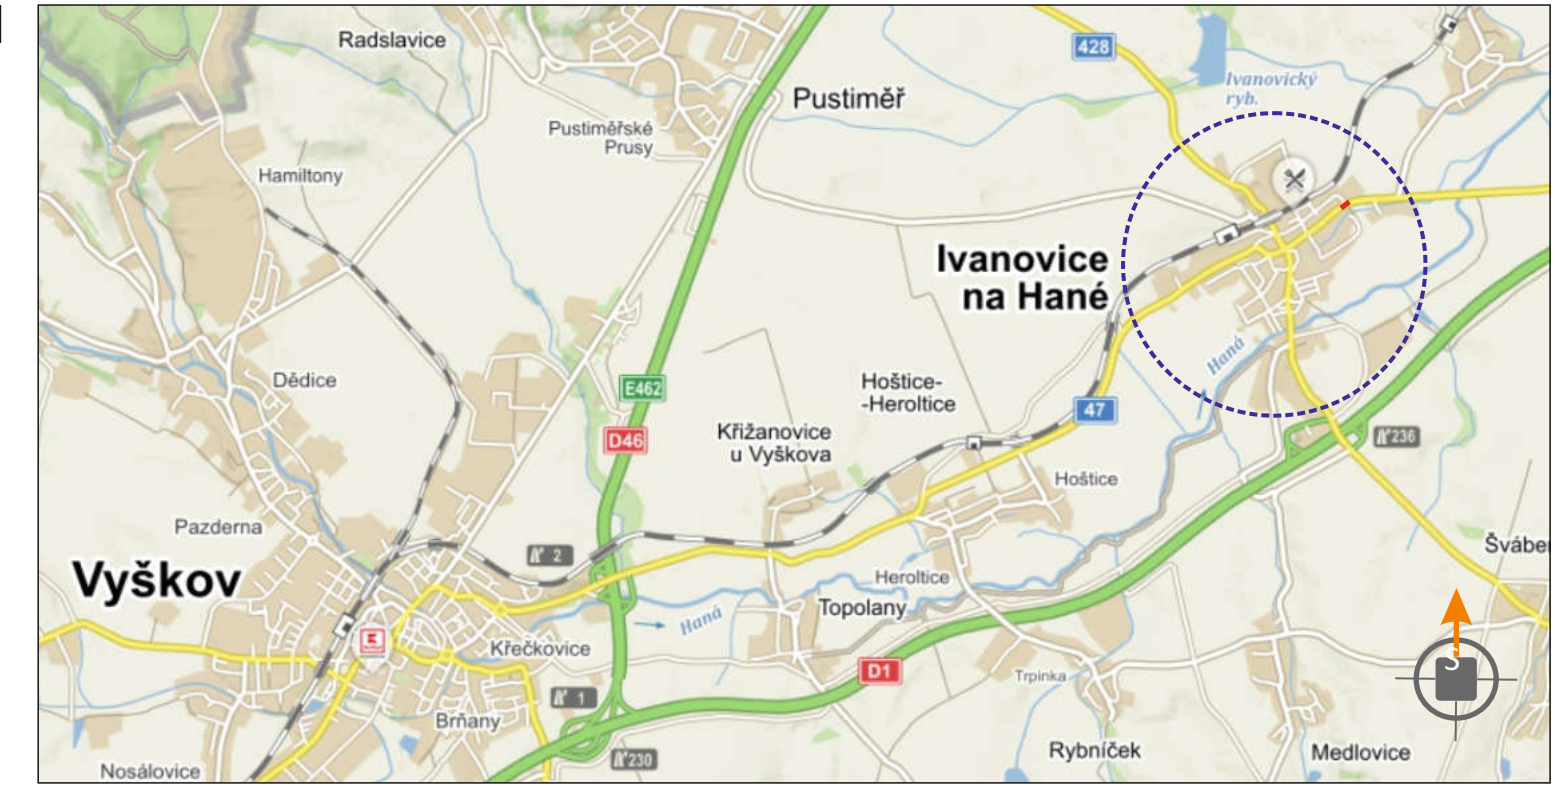 Radslavice
428
Ivanovický
ryb.
Pustiměř
Pustiměřské
Prusy
Hamiltony
Ivanovice
na Hané
Haná
Dědice
E462
Hoštice-
-Heroltice
47
D46
Křižanovice
u Vyškova
236
Hoštice
Pazderna
2
Šváben
Vyškov
Heroltice
Topolany
Haná
Křečkovice
S
D1
Trpinka
1
Brňany
Rybníček
Medlovice
230
Nosálovice